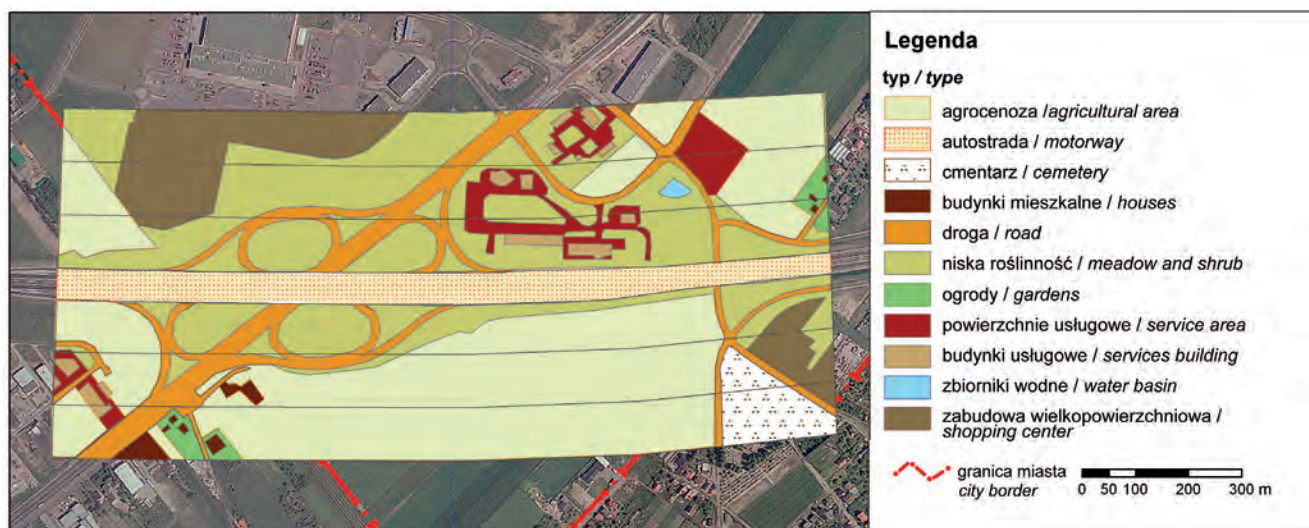 Legenda
typ / type
agrocenoza /agricultural area
autostrada / motorway
cmentarz / cemetery
budynki mieszkalne / houses
droga / road
niska roślinność / meadow and shrub
ogrody / gardens
powierzchnie usługowe / service area
budynki usługowe / services building
zbiorniki wodne / water basin
zabudowa wielkopowierzchniowa /
shopping center
granica miasta
city border
0 50 100 200 300 m